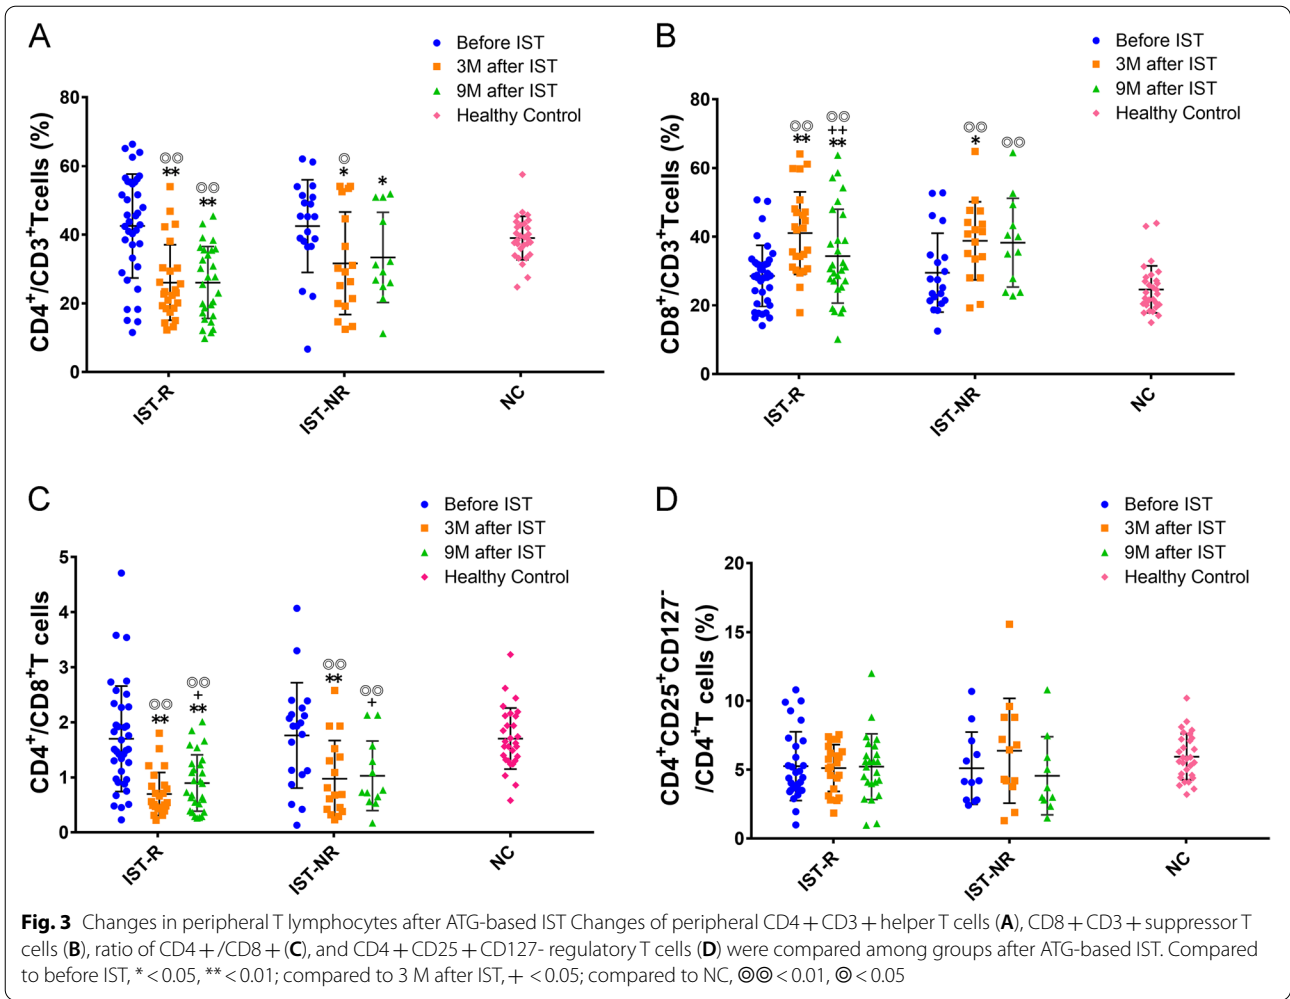 A
Before IST
3M after IST
9M after IST
Healthy Control
CD4⁺/CD3⁺Tcells (%)
80
60
40
20
0
◎◎
**
◎◎
**
◎
*
*
IST-R
IST-NR
NC
B
Before IST
3M after IST
9M after IST
Healthy Control
CD8⁺/CD3⁺Tcells (%)
80
60
40
20
0
◎◎
**
◎◎
++
**
◎◎
*
◎◎
IST-R
IST-NR
NC
C
Before IST
3M after IST
9M after IST
Healthy Control
CD4⁺/CD8⁺T cells
5
4
3
2
1
0
◎◎
**
◎◎
+
**
◎◎
**
◎◎
+
IST-R
IST-NR
NC
D
Before IST
3M after IST
9M after IST
Healthy Control
CD4⁺CD25⁺CD127⁻
/CD4⁺T cells (%)
20
15
10
5
0
IST-R
IST-NR
NC
Fig. 3 Changes in peripheral T lymphocytes after ATG-based IST Changes of peripheral CD4 + CD3 + helper T cells (A), CD8 + CD3 + suppressor T
cells (B), ratio of CD4 + /CD8 + (C), and CD4 + CD25 + CD127- regulatory T cells (D) were compared among groups after ATG-based IST. Compared
to before IST, * < 0.05, ** < 0.01; compared to 3 M after IST, + < 0.05; compared to NC, ◎◎ < 0.01, ◎ < 0.05